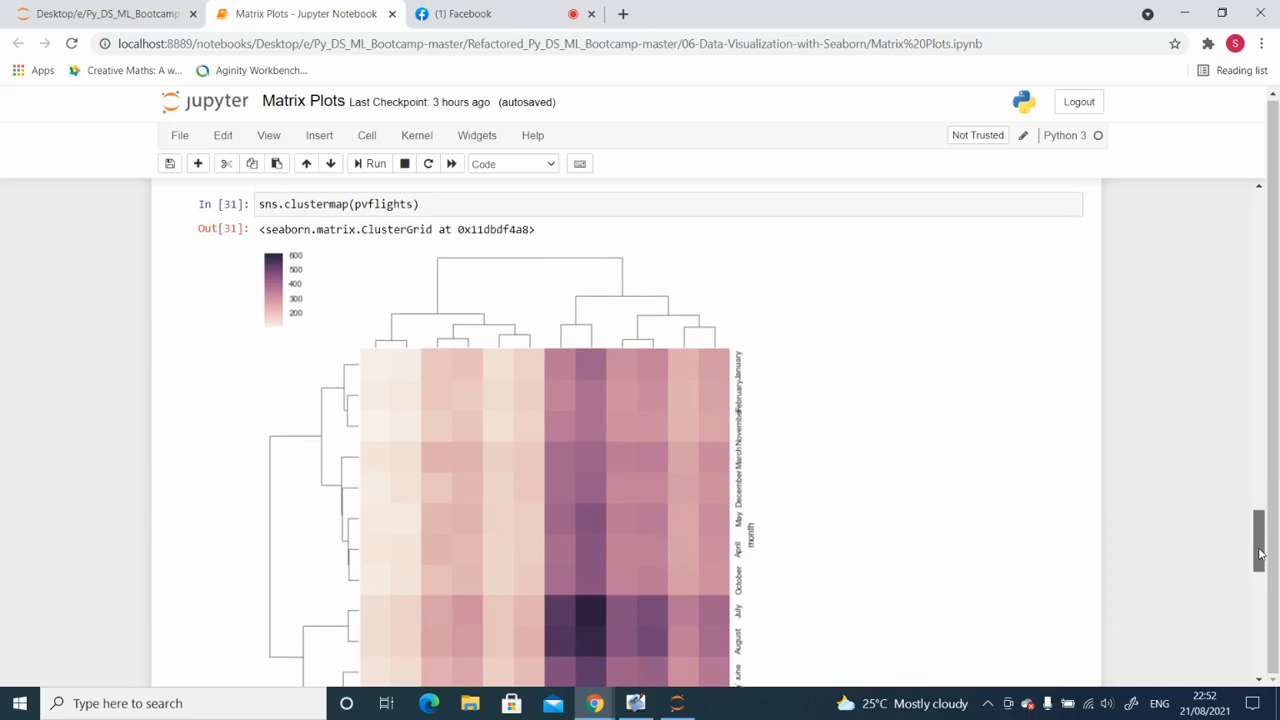 Desktop/e/Py_DS_ML_Bootcamp-
Matrix Plots - Jupyter Notebook
(1) Facebook
localhost:8889/notebooks/Desktop/e/Py_DS_ML_Bootcamp-master/Refactored_Py_DS_ML_Bootcamp-master/06-Data-Visualization-with-Seaborn/Matrix%20Plots.ipynb
S
Apps
Creative Maths: A w...
Aginity Workbench...
Reading list
jupyter
Matrix Plots Last Checkpoint: 3 hours ago (autosaved)
Logout
File Edit View Insert Cell Kernel Widgets Help
Not Trusted
Python 3
Run
Code
In [31]: sns.clustermap(pvflights)
Out[31]: <seaborn.matrix.ClusterGrid at 0x11dbdf4a8>
600
500
400
300
200
January
February
November
March
December
May
April
October
July
August
month
Type here to search
25°C Mostly cloudy
ENG
22:52
21/08/2021